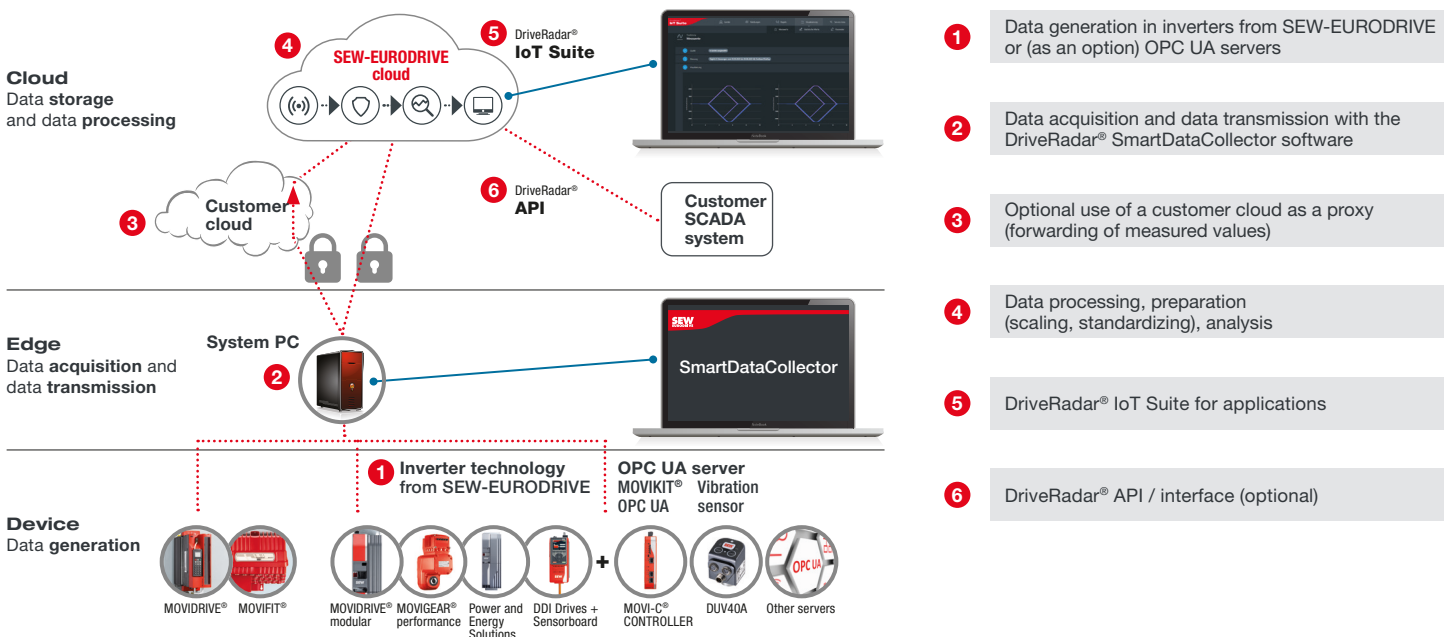 Cloud
Data storage
and data processing
4
SEW-EURODRIVE
cloud
5
DriveRadar®
IoT Suite
IoT Suite
3
Customer
cloud
6
DriveRadar®
API
Customer
SCADA
system
Edge
Data acquisition and
data transmission
System PC
2
SEW
SmartDataCollector
Device
Data generation
1
Inverter technology
from SEW-EURODRIVE
OPC UA server
MOVIKIT® Vibration
OPC UA sensor
+
OPC UA
MOVIDRIVE®
MOVIFIT®
MOVIDRIVE®
modular
MOVIGEAR®
performance
Power and
Energy
Solutions
DDI Drives +
Sensorboard
MOVI-C®
CONTROLLER
DUV40A
Other servers
1
Data generation in inverters from SEW-EURODRIVE
or (as an option) OPC UA servers
2
Data acquisition and data transmission with the
DriveRadar® SmartDataCollector software
3
Optional use of a customer cloud as a proxy
(forwarding of measured values)
4
Data processing, preparation
(scaling, standardizing), analysis
5
DriveRadar® IoT Suite for applications
6
DriveRadar® API / interface (optional)